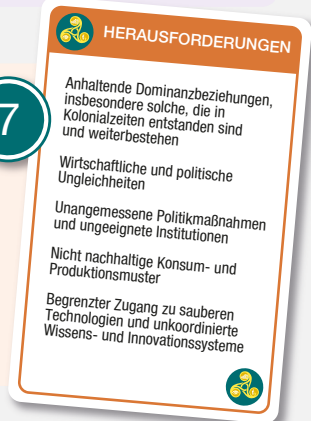 HERAUSFORDERUNGEN
7
Anhaltende Dominanzbeziehungen,
insbesondere solche, die in
Kolonialzeiten entstanden sind
und weiterbestehen
Wirtschaftliche und politische
Ungleichheiten
Unangemessene Politikmaßnahmen
und ungeeignete Institutionen
Nicht nachhaltige Konsum- und
Produktionsmuster
Begrenzter Zugang zu sauberen
Technologien und unkoordinierte
Wissens- und Innovationssysteme